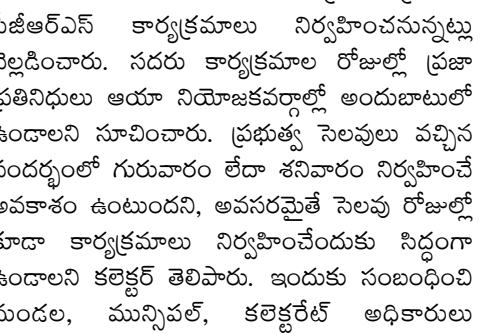 పీజీఆర్ఎస్ కార్యక్రమాలు నిర్వహించనున్నట్లు
వెల్లడించారు. సదరు కార్యక్రమాల రోజుల్లో ప్రజా
ప్రతినిధులు ఆయా నియోజకవర్గాల్లో అందుబాటులో
ఉండాలని సూచించారు. ప్రభుత్వ సెలవులు వచ్చిన
సందర్భంలో గురువారం లేదా శనివారం నిర్వహించే
అవకాశం ఉంటుందని, అవసరమైతే సెలవు రోజుల్లో
కూడా కార్యక్రమాలు నిర్వహించేందుకు సిద్ధంగా
ఉండాలని కలెక్టర్ తెలిపారు. ఇందుకు సంబంధించి
మండల, మున్సిపల్, కలెక్టరేట్ అధికారులు